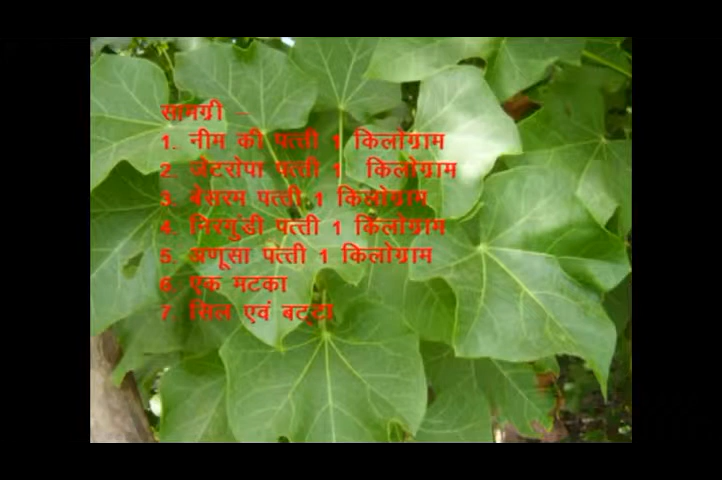 सामग्री –
1. नीम की पत्ती 1 किलोग्राम
2. जेटरोपा पत्ती 1 किलोग्राम
3. बेसरम पत्ती 1 किलोग्राम
4. निरगुंडी पत्ती 1 किलोग्राम
5. अणूसा पत्ती 1 किलोग्राम
6. एक मटका
7. सिल एवं बट्टा